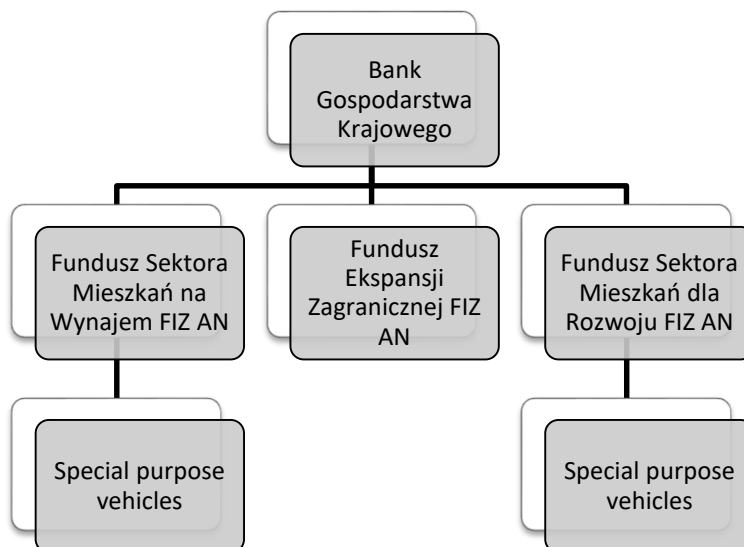 Bank
Gospodarstwa
Krajowego
Fundusz Sektora
Mieszkań na
Wynajem FIZ AN
Fundusz
Ekspansji
Zagranicznej FIZ
AN
Fundusz Sektora
Mieszkań dla
Rozwoju FIZ AN
Special purpose
vehicles
Special purpose
vehicles